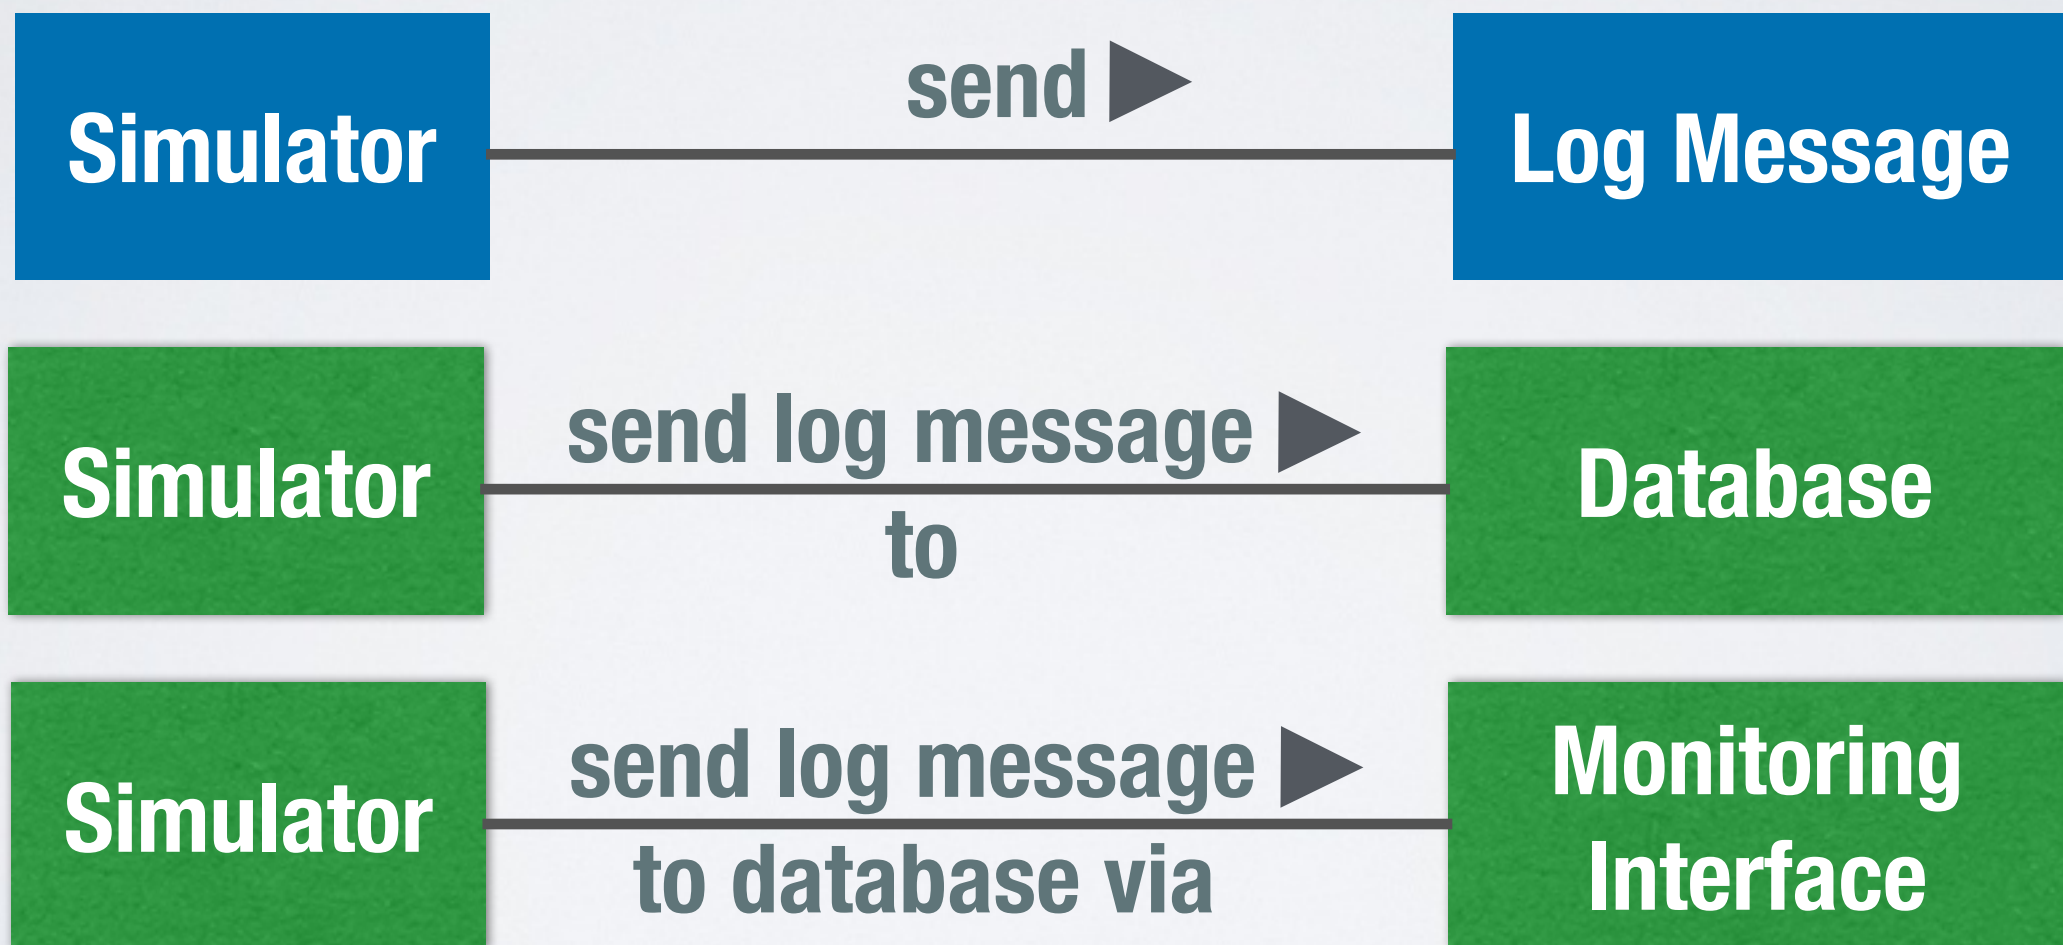 send
Simulator
Log Message
send log message
Simulator
Database
to
send log message
Monitoring
Simulator
Interface
to database via